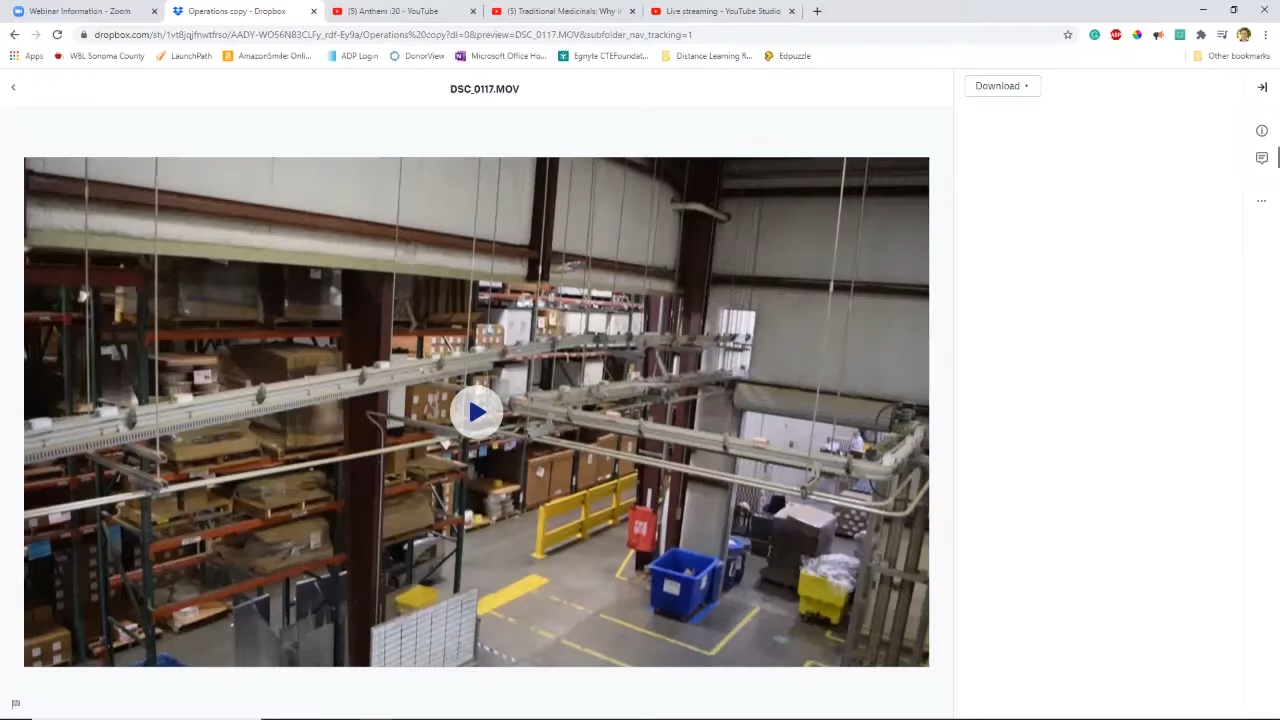 Webinar Information - Zoom
Operations copy - Dropbox
(5) Anthem :30 - YouTube
(5) Traditional Medicinals: Why i
Live streaming - YouTube Studio
dropbox.com/sh/1vt8jqjfnwttfrso/AADY-WO56N83CLFy_rdf-Ey9a/Operations%20copy?dl=0&preview=DSC_0117.MOV&subfolder_nav_tracking=1
Apps
WBL Sonoma County
LaunchPath
AmazonSmile: Onli...
ADP Login
DonorView
Microsoft Office Ho...
Egnyte CTEFoundat...
Distance Learning R...
Edpuzzle
Other bookmarks
DSC_0117.MOV
Download